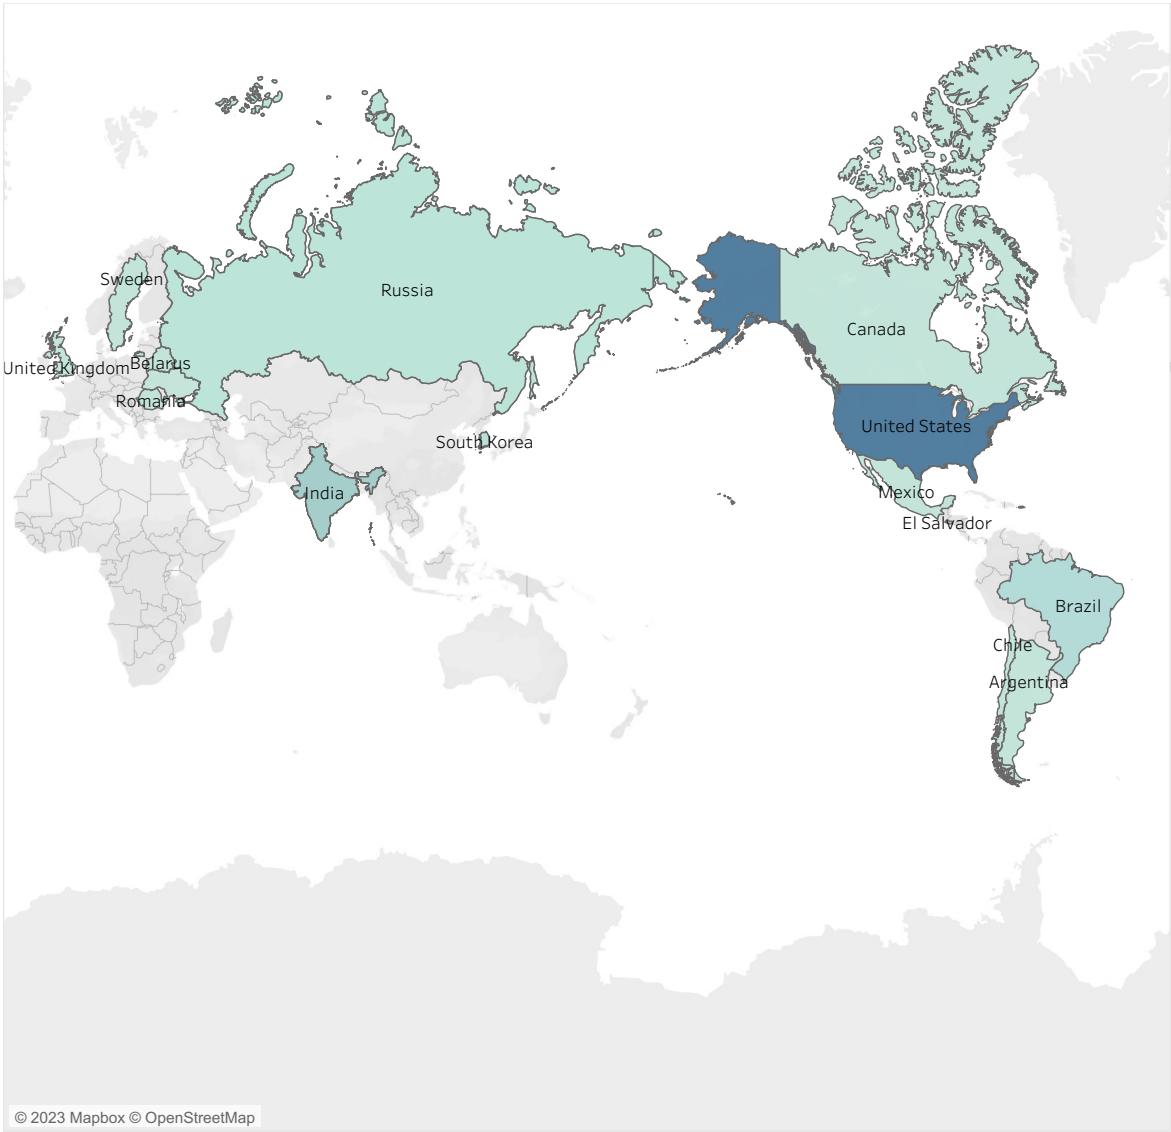 Sweden
Russia
Canada
United Kingdom
Belarus
Romania
United States
South Korea
India
Mexico
El Salvador
Brazil
Chile
Argentina
© 2023 Mapbox © OpenStreetMap